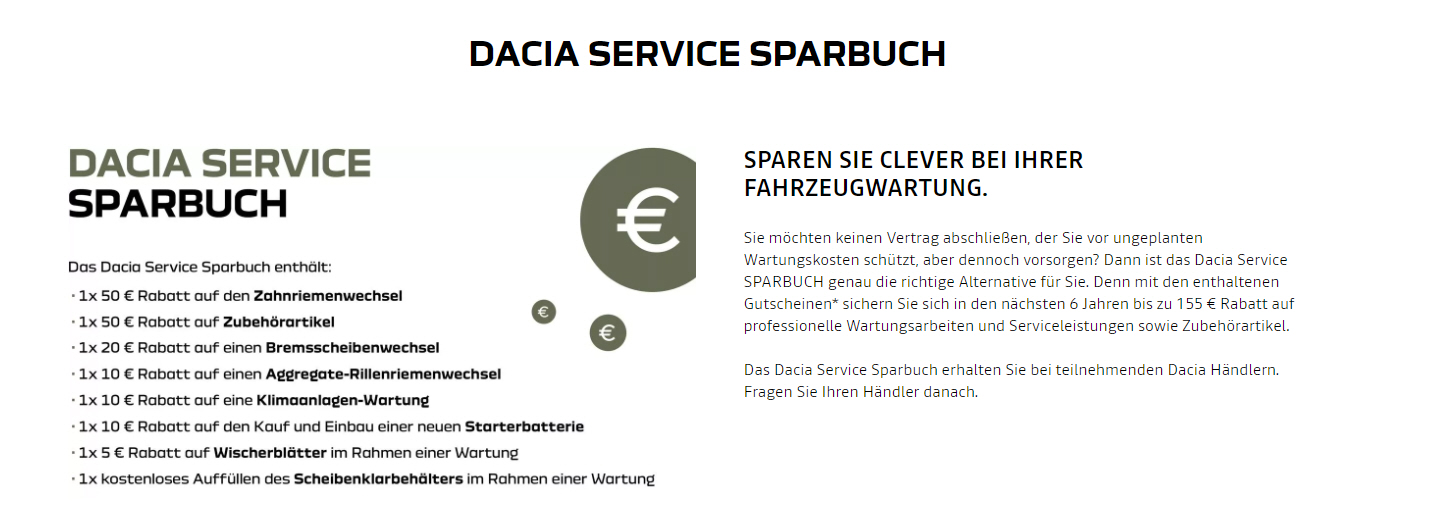 DACIA SERVICE SPARBUCH
DACIA SERVICE
SPARBUCH
€
€
€
Das Dacia Service Sparbuch enthält:
· 1x 50 € Rabatt auf den Zahnriemenwechsel
· 1x 50 € Rabatt auf Zubehörartikel
· 1x 20 € Rabatt auf einen Bremsscheibenwechsel
· 1x 10 € Rabatt auf einen Aggregate-Rillenriemenwechsel
· 1x 10 € Rabatt auf eine Klimaanlagen-Wartung
· 1x 10 € Rabatt auf den Kauf und Einbau einer neuen Starterbatterie
· 1x 5 € Rabatt auf Wischerblätter im Rahmen einer Wartung
· 1x kostenloses Auffüllen des Scheibenklarbehälters im Rahmen einer Wartung
SPAREN SIE CLEVER BEI IHRER
FAHRZEUGWARTUNG.
Sie möchten keinen Vertrag abschließen, der Sie vor ungeplanten
Wartungskosten schützt, aber dennoch vorsorgen? Dann ist das Dacia Service
SPARBUCH genau die richtige Alternative für Sie. Denn mit den enthaltenen
Gutscheinen* sichern Sie sich in den nächsten 6 Jahren bis zu 155 € Rabatt auf
professionelle Wartungsarbeiten und Serviceleistungen sowie Zubehörartikel.
Das Dacia Service Sparbuch erhalten Sie bei teilnehmenden Dacia Händlern.
Fragen Sie Ihren Händler danach.